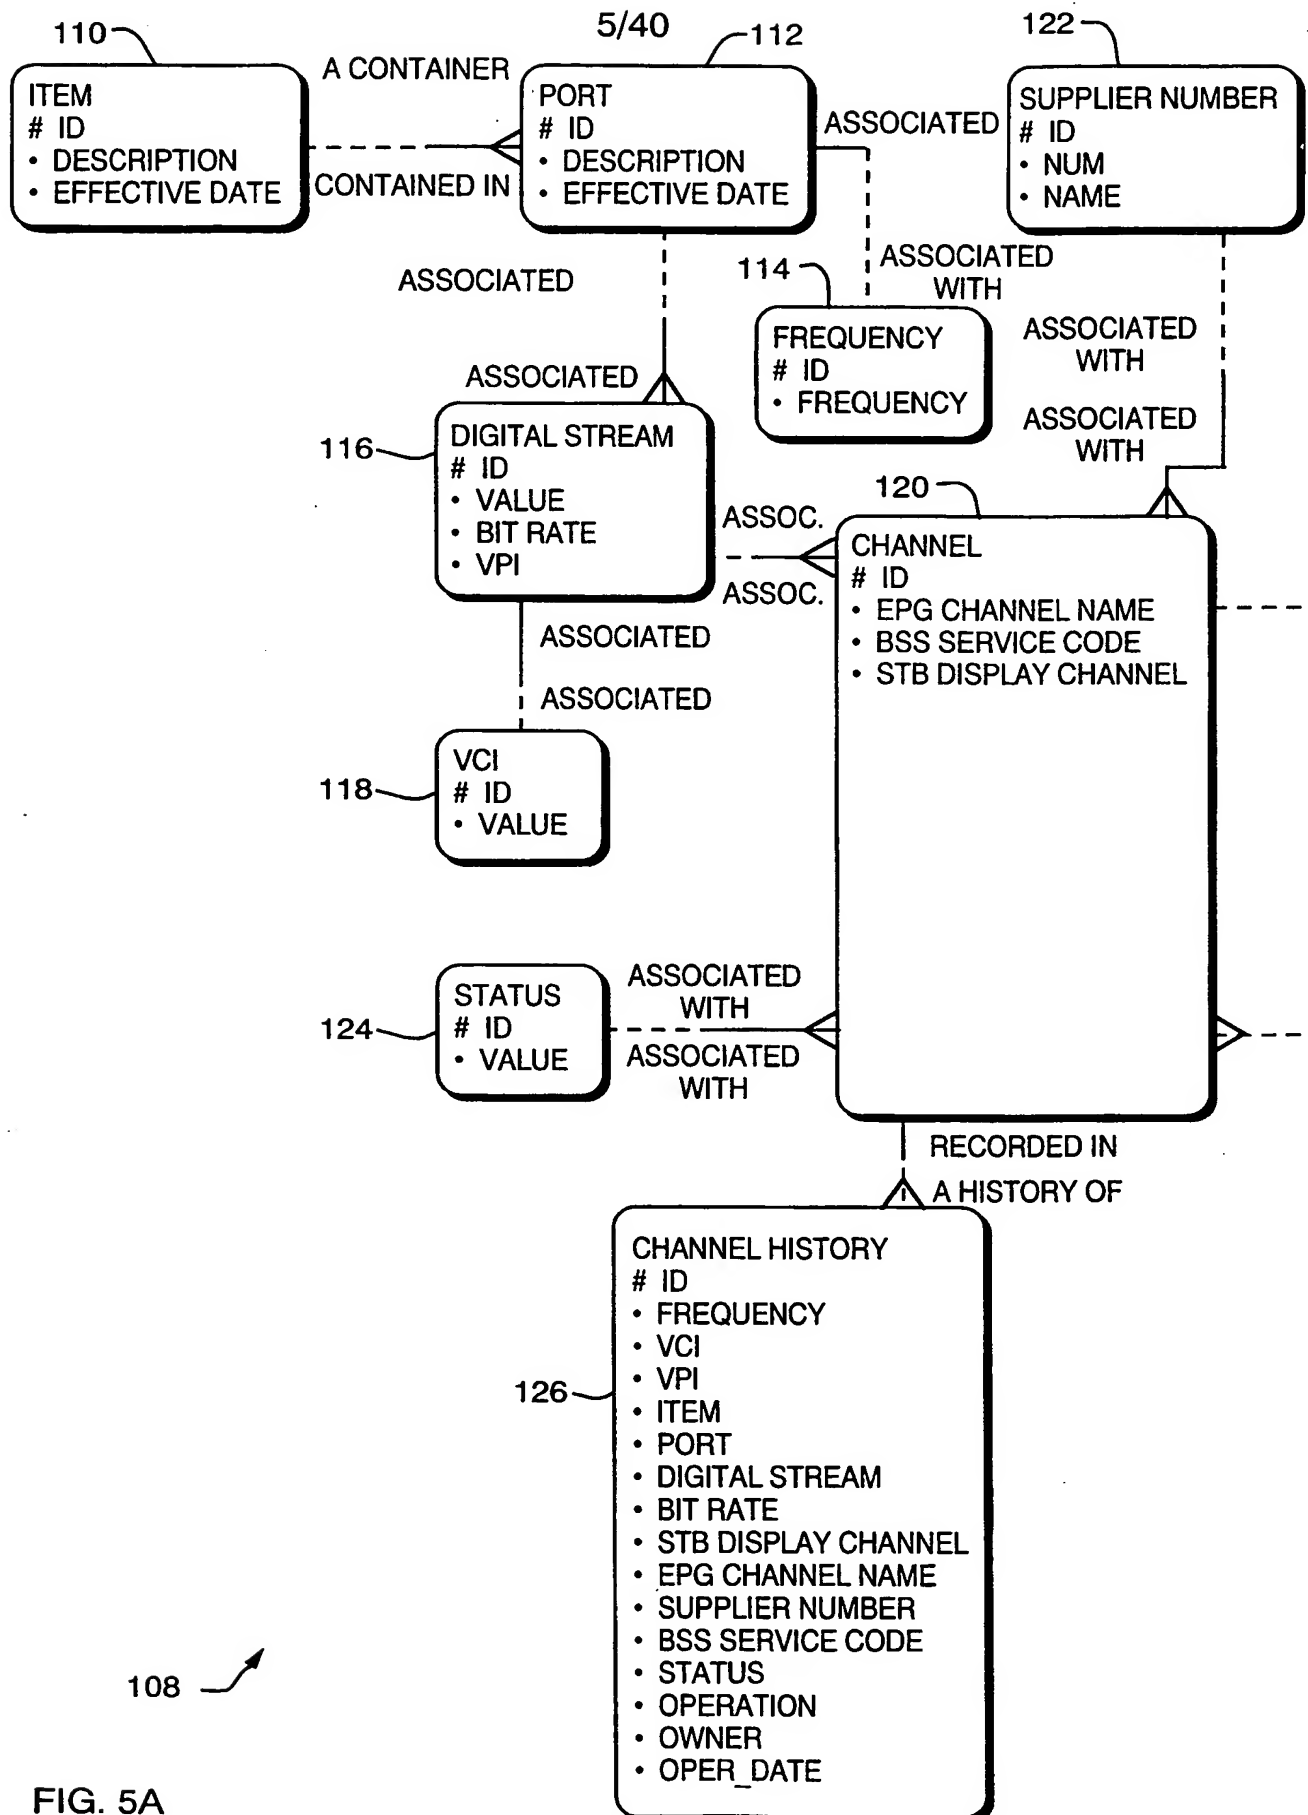 5/40
110
112
122
ITEM
# ID
• DESCRIPTION
• EFFECTIVE DATE
A CONTAINER
CONTAINED IN
PORT
# ID
• DESCRIPTION
• EFFECTIVE DATE
ASSOCIATED
SUPPLIER NUMBER
# ID
• NUM
• NAME
ASSOCIATED
WITH
114
FREQUENCY
# ID
• FREQUENCY
ASSOCIATED
ASSOCIATED
ASSOCIATED
WITH
ASSOCIATED
WITH
116
DIGITAL STREAM
# ID
• VALUE
• BIT RATE
• VPI
ASSOC.
ASSOC.
120
CHANNEL
# ID
• EPG CHANNEL NAME
• BSS SERVICE CODE
• STB DISPLAY CHANNEL
ASSOCIATED
ASSOCIATED
118
VCI
# ID
• VALUE
124
STATUS
# ID
• VALUE
ASSOCIATED
WITH
ASSOCIATED
WITH
RECORDED IN
A HISTORY OF
126
CHANNEL HISTORY
# ID
• FREQUENCY
• VCI
• VPI
• ITEM
• PORT
• DIGITAL STREAM
• BIT RATE
• STB DISPLAY CHANNEL
• EPG CHANNEL NAME
• SUPPLIER NUMBER
• BSS SERVICE CODE
• STATUS
• OPERATION
• OWNER
• OPER_DATE
108
FIG. 5A